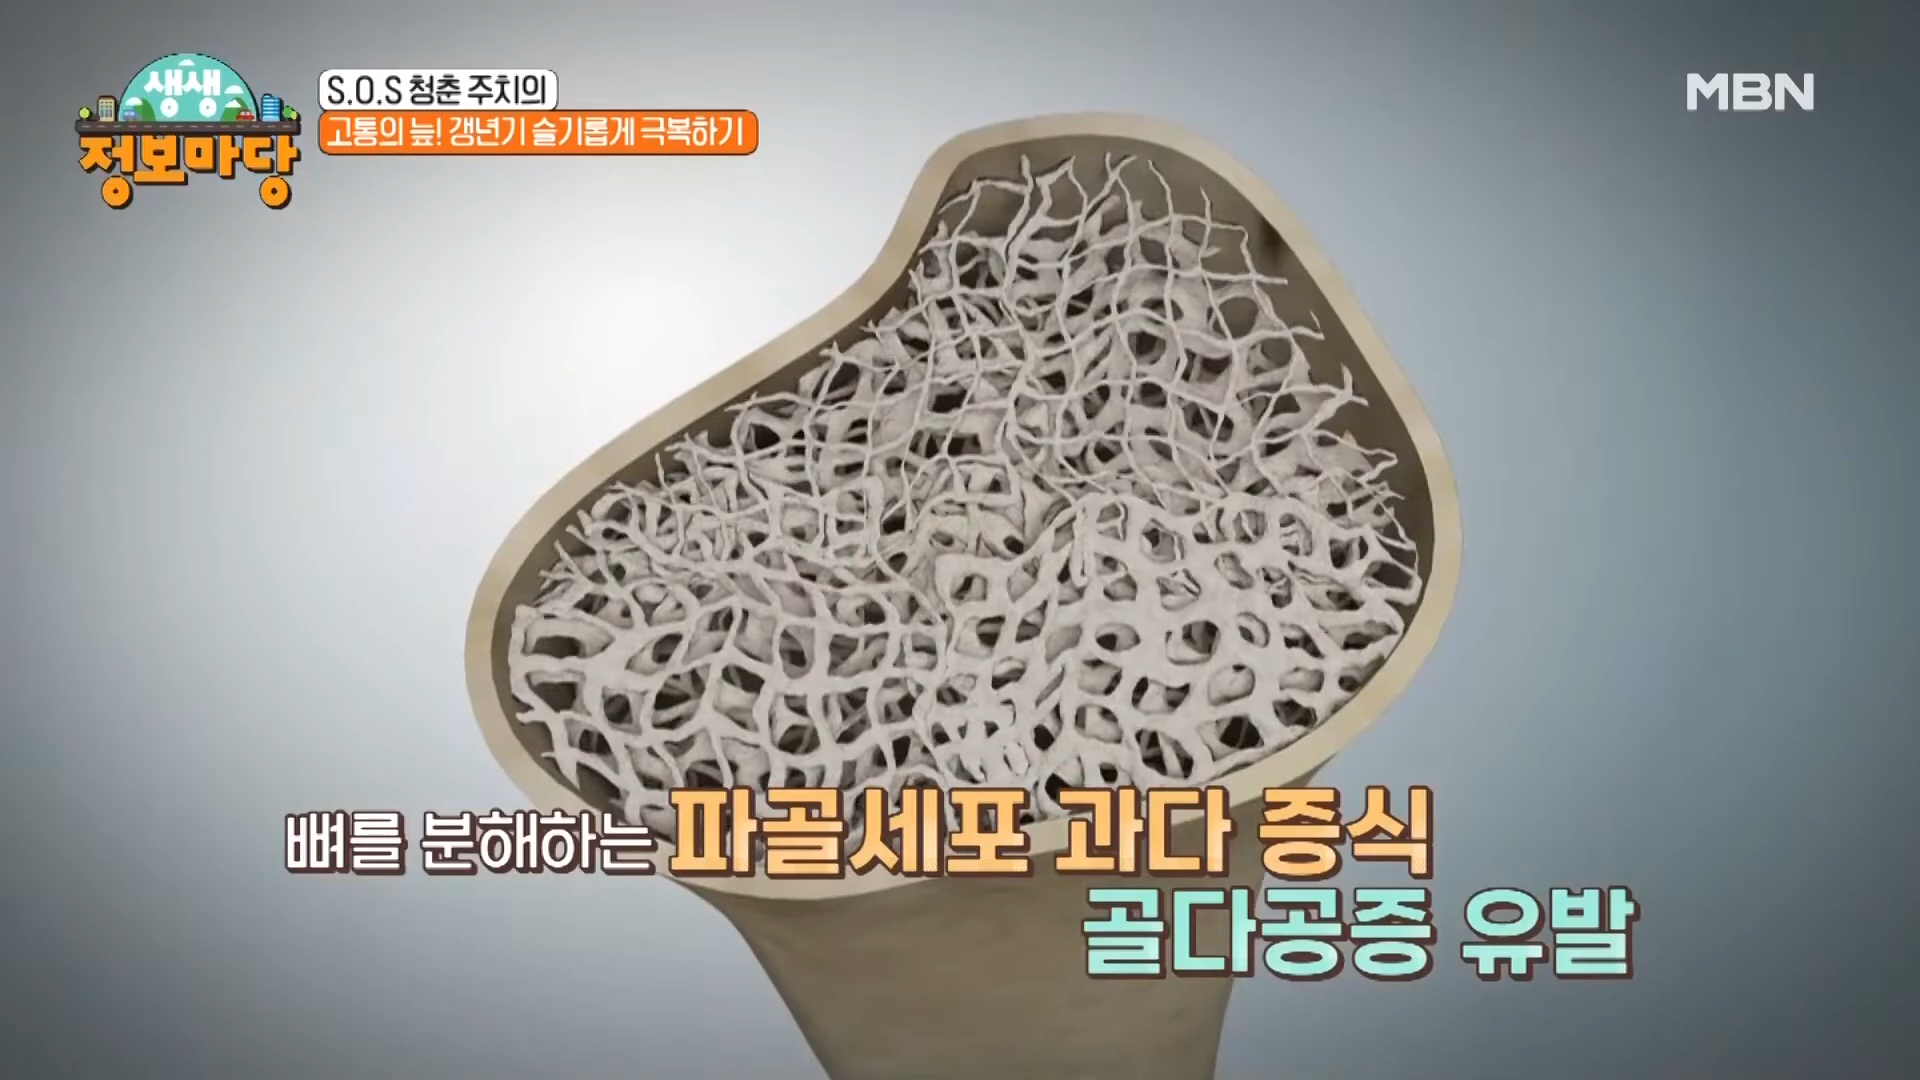 생생
정보마당
S.O.S 청춘 주치의
고통의 늪! 갱년기 슬기롭게 극복하기
MBN
뼈를 분해하는 파골세포 과다 증식
골다공증 유발